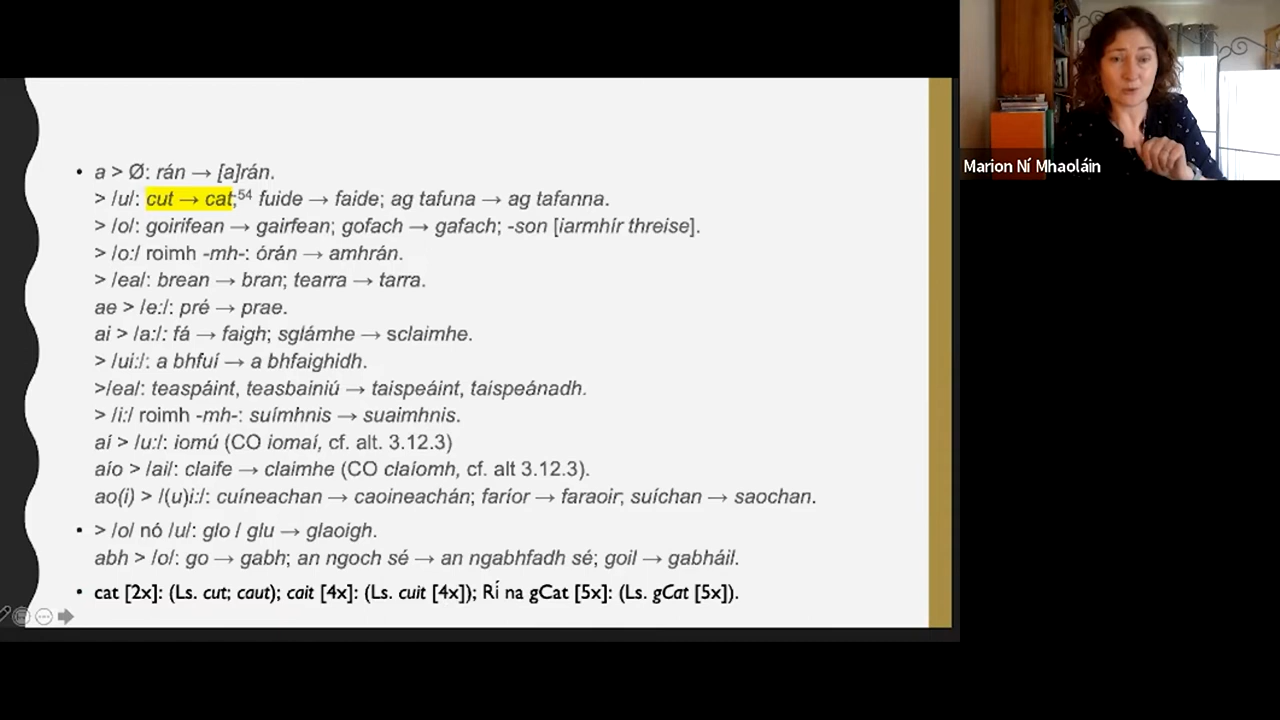 • a > Ø: rán → [a]rán.
> /u/: cut → cat;54 fuide → faide; ag tafuna → ag tafanna.
> /o/: goirífean → gairfean; gofach → gafach; -son [iarmhír threise].
> /o:/ roimh -mh-: órán → amhrán.
> /ea/: brean → bran; tearra → tarra.
ae > /e:/: pré → prae.
ai > /a:/: fá → faigh; sglámhe → sclaimhe.
> /ui:/: a bhfuí → a bhfaighidh.
>/ea/: teaspáint, teasbainiú → taispeáint, taispeánadh.
> /i:/ roimh -mh-: suímhnis → suaimhnis.
aí > /u:/: iomú (CO iomaí, cf. alt. 3.12.3)
aío > /ai/: claife → claimhe (CO claíomh, cf. alt 3.12.3).
ao(i) > /(u)i:/: cuíneachan → caoineachán; faríor → faraoir; suíchan → saochan.
• > /o/ nó /u/: glo / glu → glaoigh.
abh > /o/: go → gabh; an ngoch sé → an ngabhfadh sé; goil → gabháil.
• cat [2x]: (Ls. cut; caut); cait [4x]: (Ls. cuit [4x]); Rí na gCat [5x]: (Ls. gCat [5x]).
Marion Ní Mhaoláin